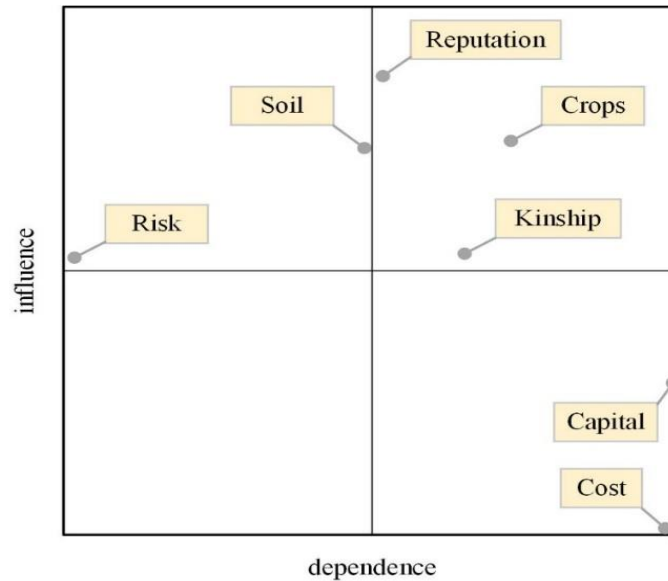 Reputation
Soil
Crops
Risk
Kinship
influence
Capital
Cost
dependence